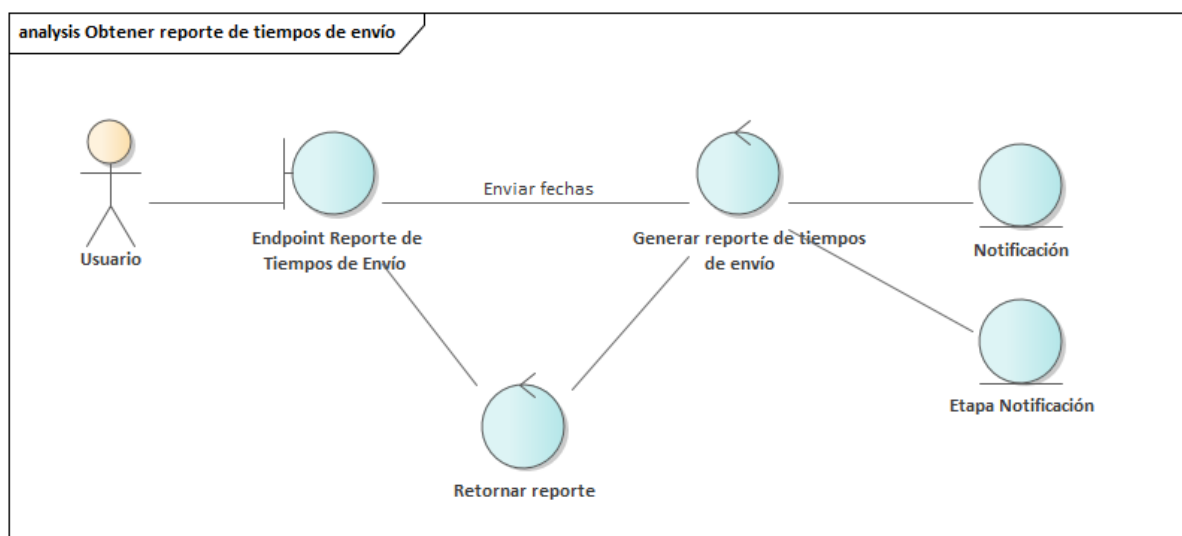 analysis Obtener reporte de tiempos de envío
Enviar fechas
Usuario
Endpoint Reporte de
Tiempos de Envío
Generar reporte de tiempos
de envío
Notificación
Etapa Notificación
Retornar reporte